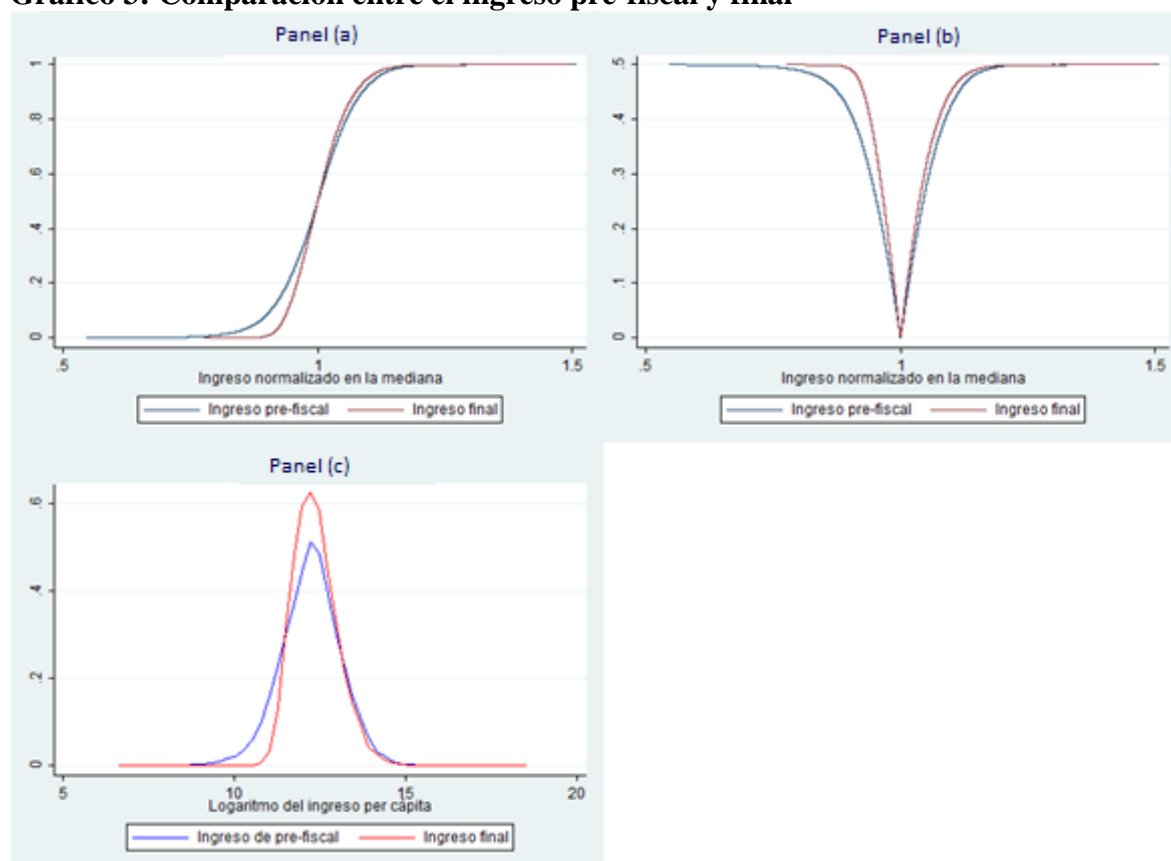 Gráfico 3: Comparación entre el ingreso pre-fiscal y final
Panel (a)
1
.8
.6
.4
.2
0
.5
1
1.5
Ingreso normalizado en la mediana
Ingreso pre-fiscal
Ingreso final
Panel (b)
.5
.4
.3
.2
.1
0
.5
1
1.5
Ingreso normalizado en la mediana
Ingreso pre-fiscal
Ingreso final
Panel (c)
.6
.4
.2
0
5
10
15
20
Logaritmo del ingreso per cápita
Ingreso de pre-fiscal
Ingreso final